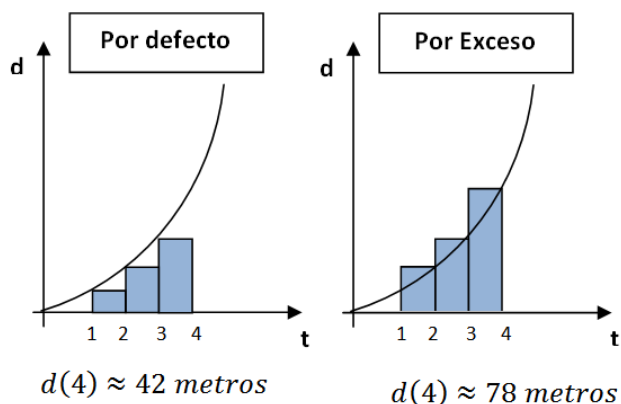 Por defecto
d
1 2 3 4
t
d(4) ≈ 42 metros
Por Exceso
d
1 2 3 4
t
d(4) ≈ 78 metros